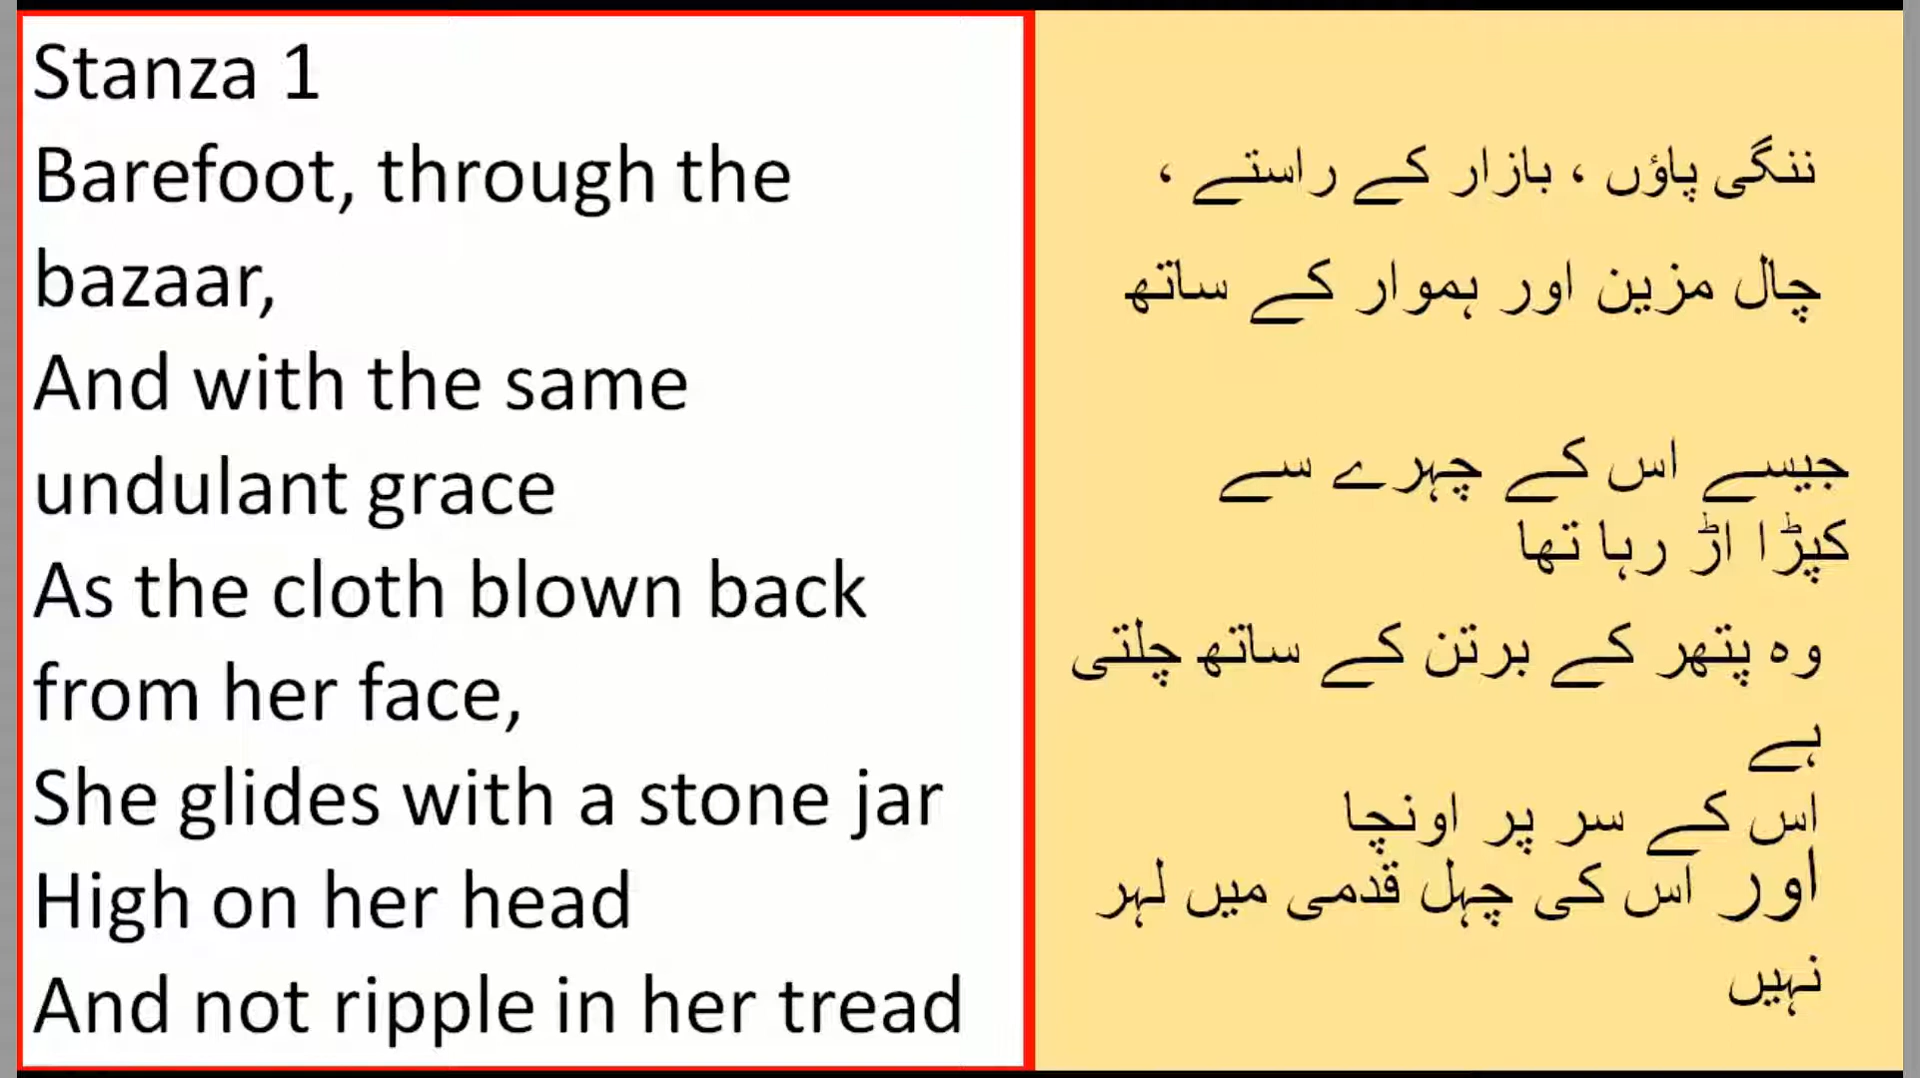 Stanza 1
Barefoot, through the
bazaar,
And with the same
undulant grace
As the cloth blown back
from her face,
She glides with a stone jar
High on her head
And not ripple in her tread
ننگی پاؤں ، بازار کے راستے ،
چال مزین اور ہموار کے ساتھ
جیسے اس کے چہرے سے
کپڑا اڑ رہا تھا
وہ پتھر کے برتن کے ساتھ چلتی
ہے
اس کے سر پر اونچا
اور اس کی چہل قدمی میں لہر
نہیں